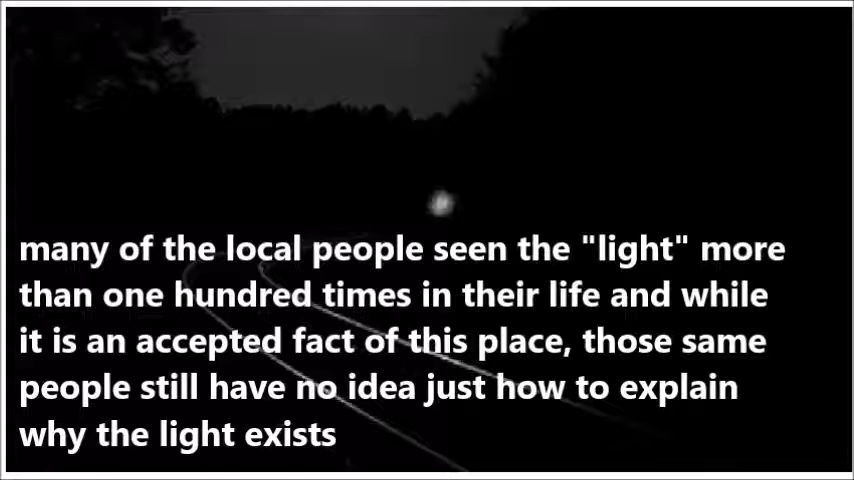 many of the local people seen the "light" more
than one hundred times in their life and while
it is an accepted fact of this place, those same
people still have no idea just how to explain
why the light exists